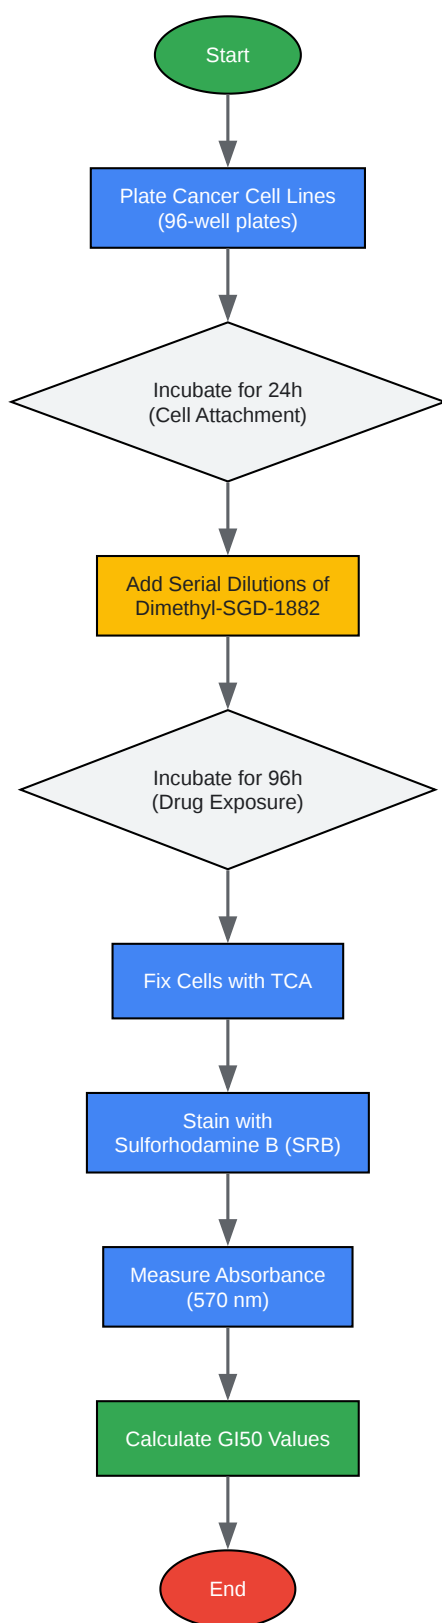 Start
Plate Cancer Cell Lines
(96-well plates)
Incubate for 24h
(Cell Attachment)
Add Serial Dilutions of
Dimethyl-SGD-1882
Incubate for 96h
(Drug Exposure)
Fix Cells with TCA
Stain with
Sulforhodamine B (SRB)
Measure Absorbance
(570 nm)
Calculate GI50 Values
End